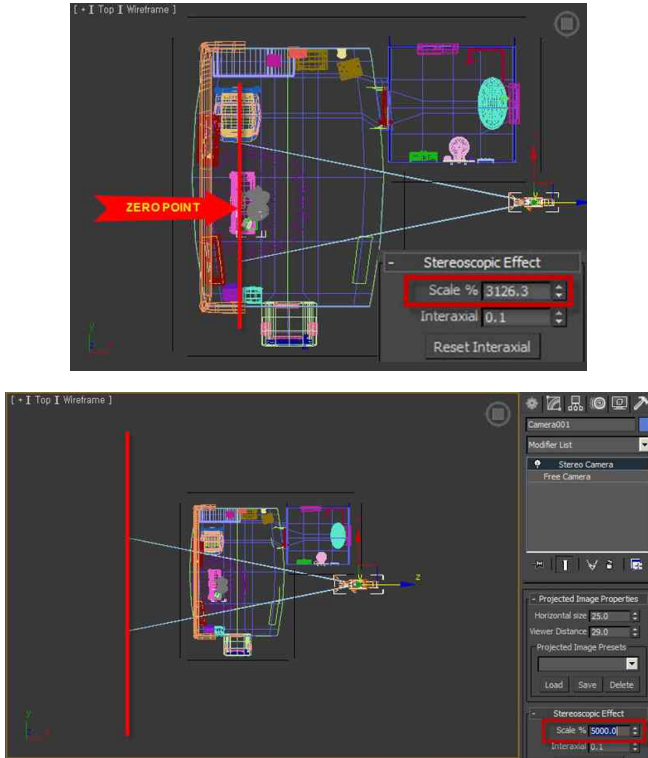 [ + ] Top ] Wireframe ]
ZERO POINT
- Stereoscopic Effect
Scale % 3126.3
Interaxial 0.1
Reset Interaxial
y
z
[ + ] Top ] Wireframe ]
Camera001
Modifier List
Stereo Camera
Free Camera
- Projected Image Properties
Horizontal size 25.0
Viewer Distance 29.0
Projected Image Presets
Load Save Delete
- Stereoscopic Effect
Scale % 5000.0
Interaxial 0.1
y
z